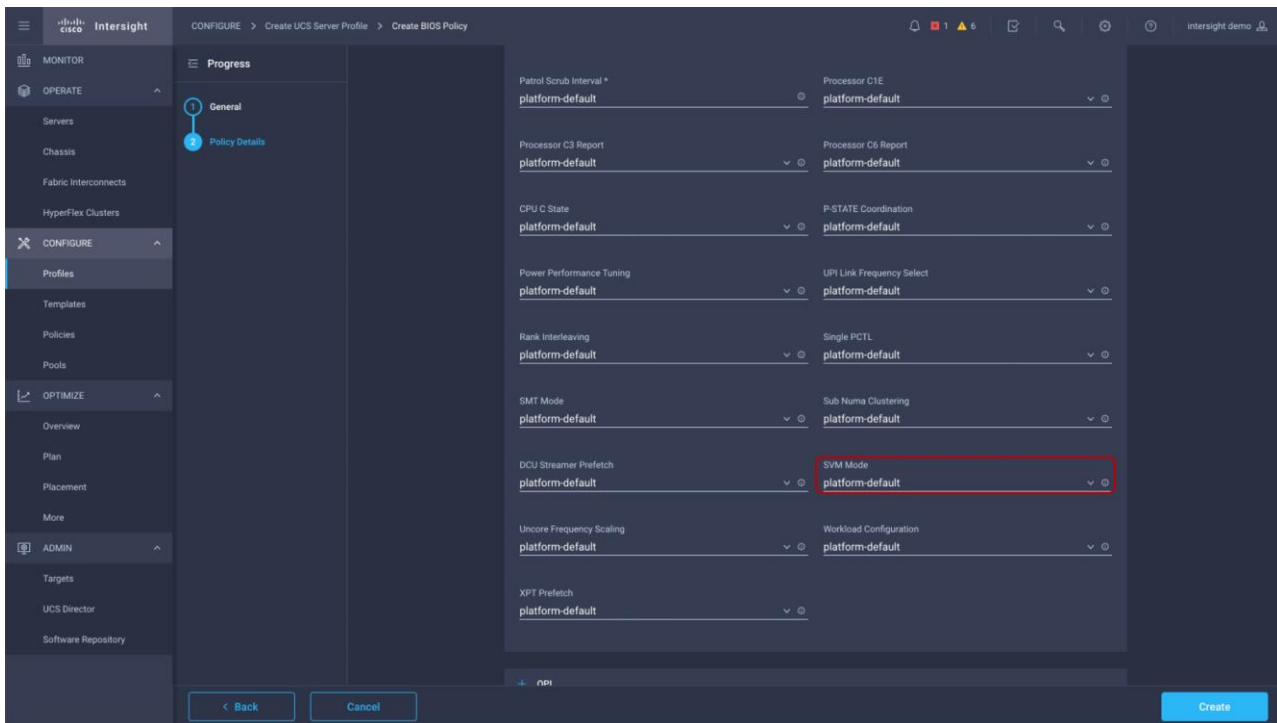 cisco Intersight
CONFIGURE > Create UCS Server Profile > Create BIOS Policy
1 6
intersight demo
MONITOR
OPERATE
Servers
Chassis
Fabric Interconnects
HyperFlex Clusters
CONFIGURE
Profiles
Templates
Policies
Pools
OPTIMIZE
Overview
Plan
Placement
More
ADMIN
Targets
UCS Director
Software Repository
Progress
1 General
2 Policy Details
Patrol Scrub Interval *
platform-default
Processor C1E
platform-default
Processor C3 Report
platform-default
Processor C6 Report
platform-default
CPU C State
platform-default
P-STATE Coordination
platform-default
Power Performance Tuning
platform-default
UPI Link Frequency Select
platform-default
Rank Interleaving
platform-default
Single PCTL
platform-default
SMT Mode
platform-default
Sub Numa Clustering
platform-default
DCU Streamer Prefetch
platform-default
SVM Mode
platform-default
Uncore Frequency Scaling
platform-default
Workload Configuration
platform-default
XPT Prefetch
platform-default
+ QPI
< Back
Cancel
Create